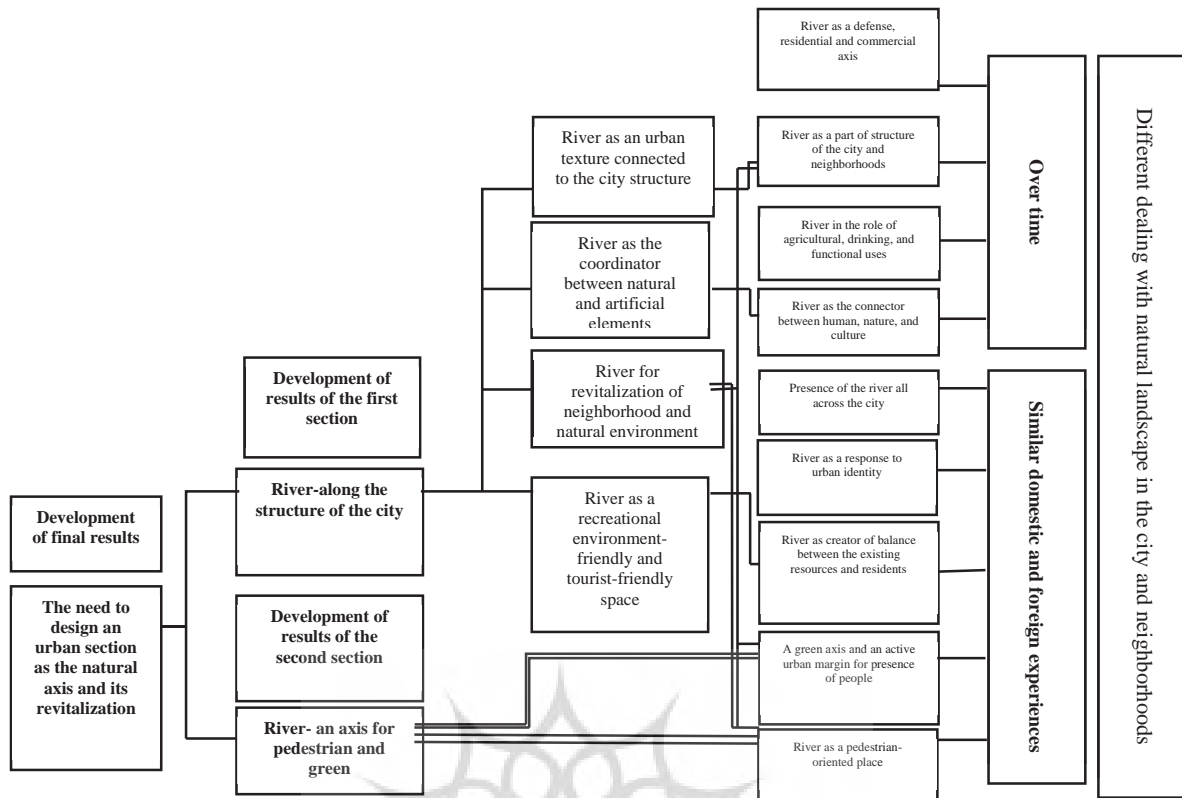 Development
of final results
The need to
design an
urban section
as the natural
axis and its
revitalization
Development of
results of the first
section
River-along the
structure of the city
Development of
results of the
second section
River- an axis for
pedestrian and
green
River as an urban
texture connected
to the city
structure
River as the
coordinator
between natural
and artificial
elements
River for
revitalization of
neighborhood and
natural environment
River as a
recreational
environment-
friendly and
tourist-friendly
space
River as a defense,
residential and commercial
axis
River as a part of structure
of the city and
neighborhoods
River in the role of
agricultural, drinking, and
functional uses
River as the connector
between human, nature, and
culture
Presence of the river all
across the city
River as a response to
urban identity
River as creator of balance
between the existing
resources and residents
A green axis and an active
urban margin for presence
of people
River as a pedestrian-
oriented place
Over time
Similar domestic and foreign experiences
Different dealing with natural landscape in the city and neighborhoods